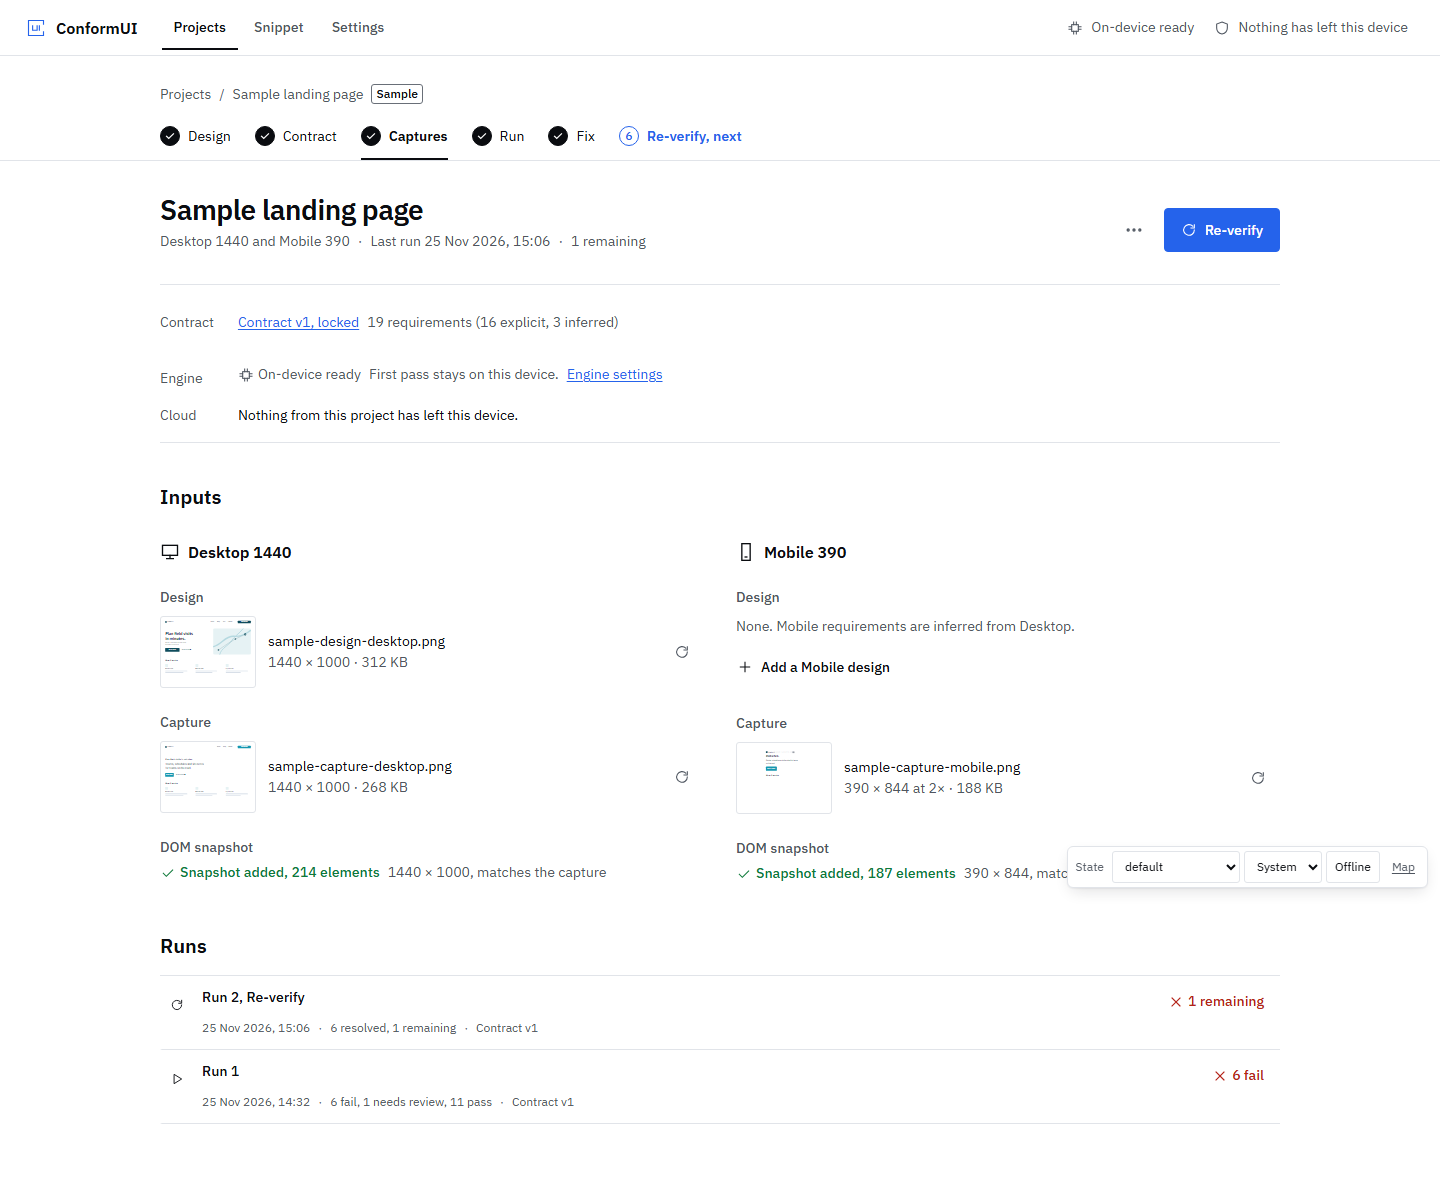 ConformUI
Projects Snippet Settings
On-device ready Nothing has left this device
Projects / Sample landing page Sample
Design Contract Captures Run Fix 6 Re-verify, next
Sample landing page
Desktop 1440 and Mobile 390 · Last run 25 Nov 2026, 15:06 · 1 remaining
Re-verify
Contract Contract v1, locked 19 requirements (16 explicit, 3 inferred)
Engine On-device ready First pass stays on this device. Engine settings
Cloud Nothing from this project has left this device.
Inputs
Desktop 1440
Design
Plan field visits
in minutes.
sample-design-desktop.png
1440 × 1000 · 312 KB
Capture
sample-capture-desktop.png
1440 × 1000 · 268 KB
DOM snapshot
Snapshot added, 214 elements 1440 × 1000, matches the capture
Mobile 390
Design
None. Mobile requirements are inferred from Desktop.
Add a Mobile design
Capture
sample-capture-mobile.png
390 × 844 at 2× · 188 KB
DOM snapshot
Snapshot added, 187 elements 390 × 844, matc
State default System Offline Map
Runs
Run 2, Re-verify
1 remaining
25 Nov 2026, 15:06 · 6 resolved, 1 remaining · Contract v1
Run 1
6 fail
25 Nov 2026, 14:32 · 6 fail, 1 needs review, 11 pass · Contract v1